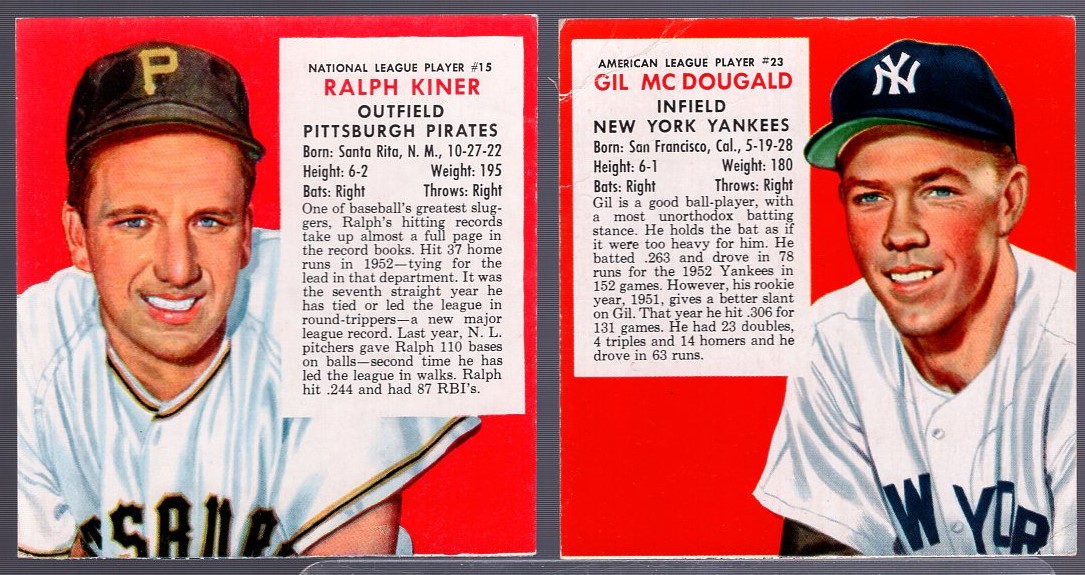 P
NATIONAL LEAGUE PLAYER #15
RALPH KINER
OUTFIELD
PITTSBURGH PIRATES
Born: Santa Rita, N. M., 10-27-22
Height: 6-2 Weight: 195
Bats: Right Throws: Right
One of baseball's greatest slug-
gers, Ralph's hitting records
take up almost a full page in
the record books. Hit 37 home
runs in 1952—tying for the
lead in that department. It was
the seventh straight year he
has tied or led the league in
round-trippers—a new major
league record. Last year, N. L.
pitchers gave Ralph 110 bases
on balls—second time he has
led the league in walks. Ralph
hit .244 and had 87 RBI's.
TSBUR
AMERICAN LEAGUE PLAYER #23
GIL MC DOUGALD
INFIELD
NEW YORK YANKEES
Born: San Francisco, Cal., 5-19-28
Height: 6-1 Weight: 180
Bats: Right Throws: Right
Gil is a good ball-player, with
a most unorthodox batting
stance. He holds the bat as if
it were too heavy for him. He
batted .263 and drove in 78
runs for the 1952 Yankees in
152 games. However, his rookie
year, 1951, gives a better slant
on Gil. That year he hit .306 for
131 games. He had 23 doubles,
4 triples and 14 homers and he
drove in 63 runs.
NY
W YOR